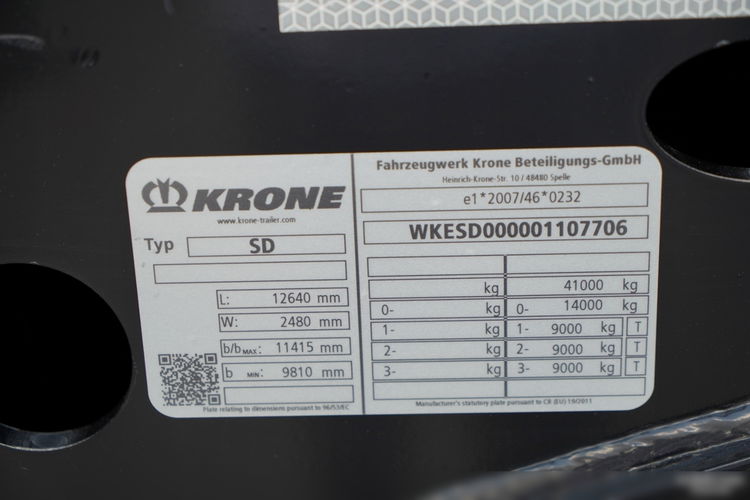 KRONE
www.krone-trailer.com
Typ SD
L: 12640 mm
W: 2480 mm
b/bMAX: 11415 mm
b MIN: 9810 mm
Plate relating to dimensions pursuant to 96/53/EC
Fahrzeugwerk Krone Beteiligungs-GmbH
Heinrich-Krone-Str. 10 / 48480 Spelle
e1*2007/46*0232
WKESD000001107706
kg 41000 kg
0- kg 0- 14000 kg
1- kg 1- 9000 kg T
2- kg 2- 9000 kg T
3- kg 3- 9000 kg T
Manufacturer's statutory plate pursuant to CR (EU) 19/2011